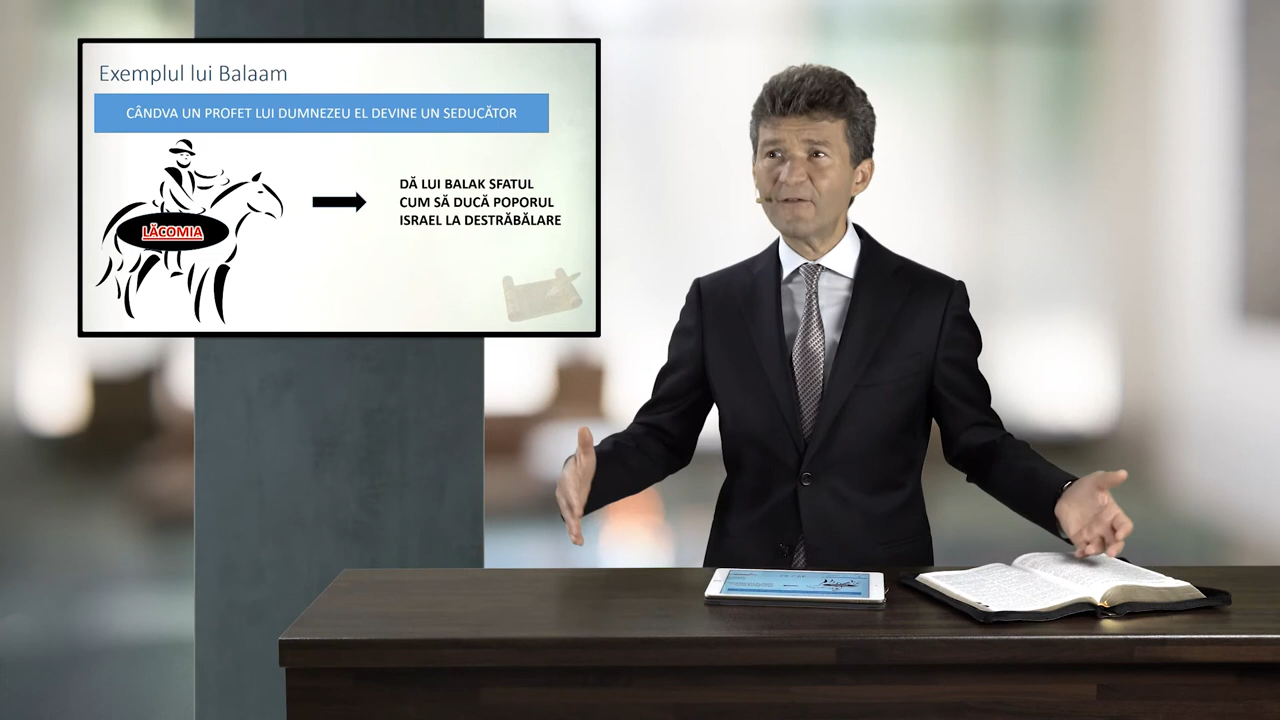 Exemplul lui Balaam
CÂNDVA UN PROFET LUI DUMNEZEU EL DEVINE UN SEDUCĂTOR
LĂCOMIA
DĂ LUI BALAK SFATUL
CUM SĂ DUCĂ POPORUL
ISRAEL LA DESTRĂBĂLARE